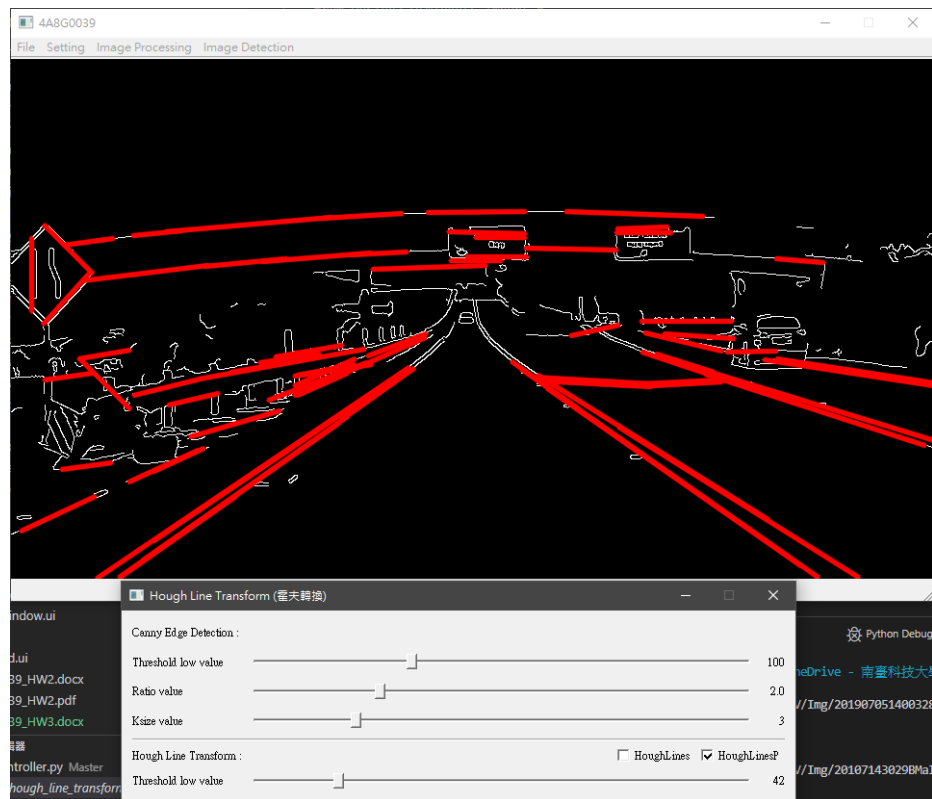 4A8G0039
File Setting Image Processing Image Detection
Hough Line Transform (霍夫轉換)
Canny Edge Detection :
Threshold low value 100
Ratio value 2.0
Ksize value 3
Hough Line Transform : HoughLines HoughLinesP
Threshold low value 42
indow.ui
d.ui
39_HW2.docx
39_HW2.pdf
39_HW3.docx
ntroller.py Master
hough_line_transform
Python Debug
neDrive - 南臺科技大學
//Img/201907051400328
//Img/20107143029BMaI